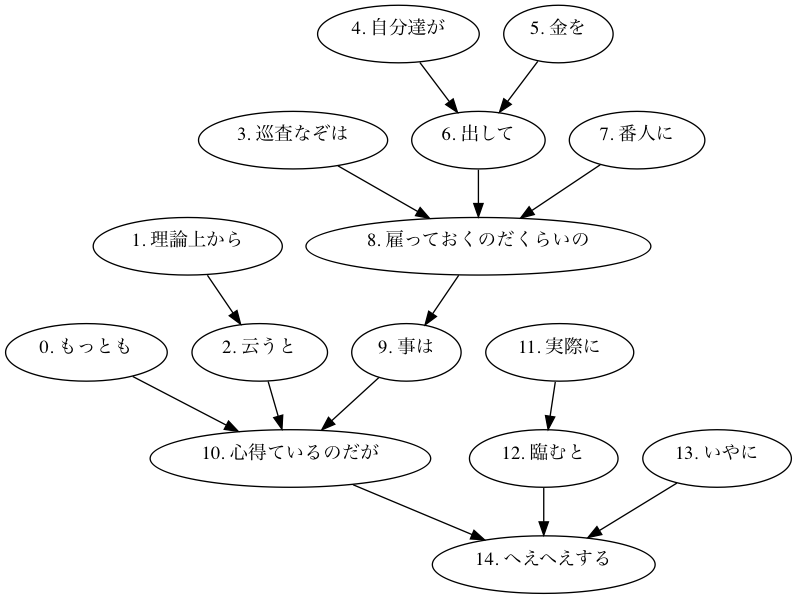 4. 自分達が
5. 金を
3. 巡査なぞは
6. 出して
7. 番人に
1. 理論上から
8. 雇っておくのだくらいの
0. もっとも
2. 云うと
9. 事は
11. 実際に
10. 心得ているのだが
12. 臨むと
13. いやに
14. へえへえする